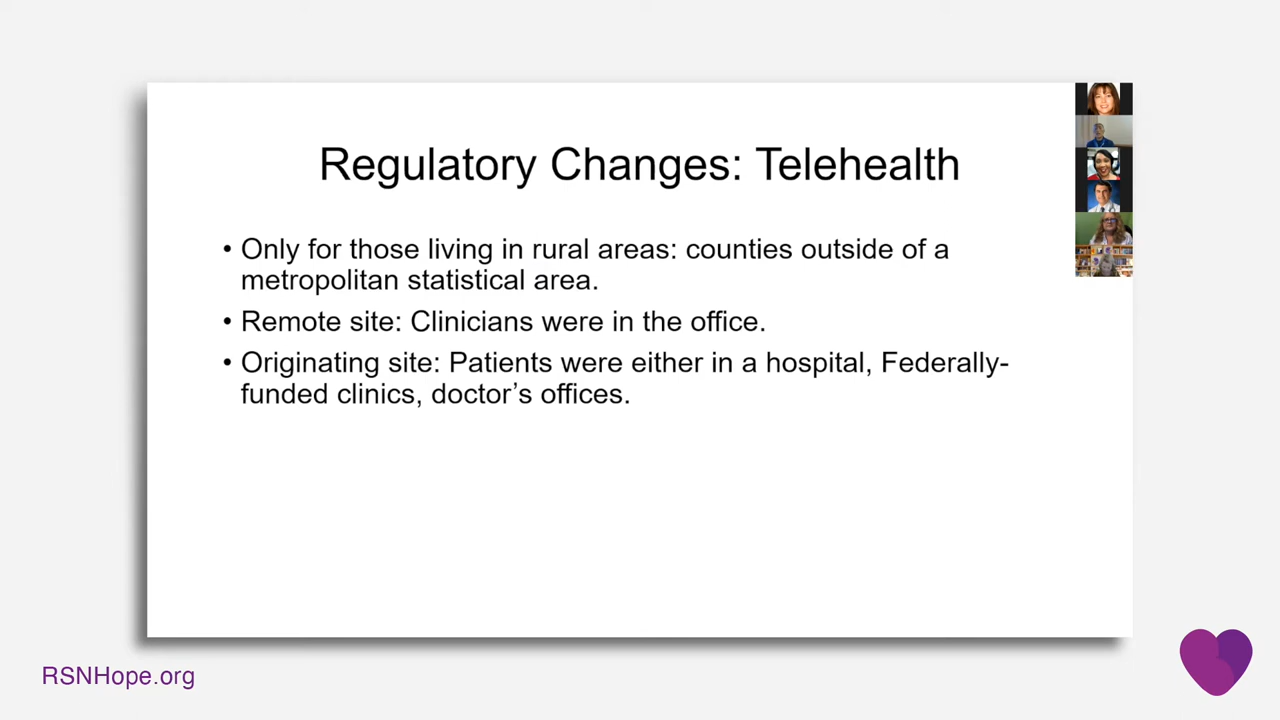 Regulatory Changes: Telehealth
• Only for those living in rural areas: counties outside of a
metropolitan statistical area.
• Remote site: Clinicians were in the office.
• Originating site: Patients were either in a hospital, Federally-
funded clinics, doctor’s offices.
RSNHope.org